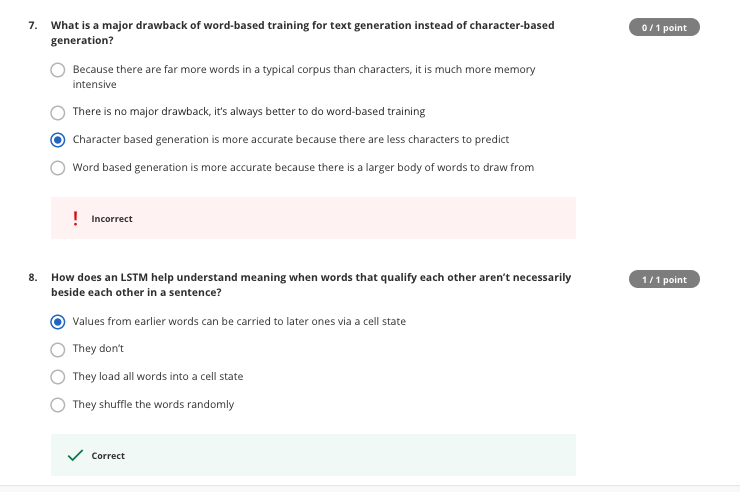 7. What is a major drawback of word-based training for text generation instead of character-based
generation?
0 / 1 point
Because there are far more words in a typical corpus than characters, it is much more memory
intensive
There is no major drawback, it's always better to do word-based training
Character based generation is more accurate because there are less characters to predict
Word based generation is more accurate because there is a larger body of words to draw from
! Incorrect
8. How does an LSTM help understand meaning when words that qualify each other aren't necessarily
beside each other in a sentence?
1 / 1 point
Values from earlier words can be carried to later ones via a cell state
They don't
They load all words into a cell state
They shuffle the words randomly
Correct